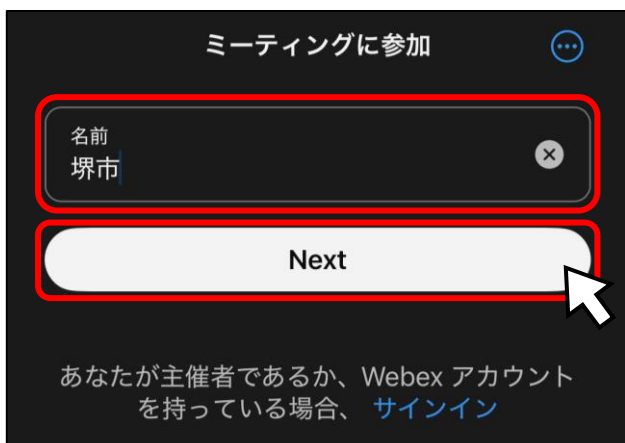 ミーティングに参加
名前
堺市
Next
あなたが主催者であるか、Webex アカウント
を持っている場合、 サインイン